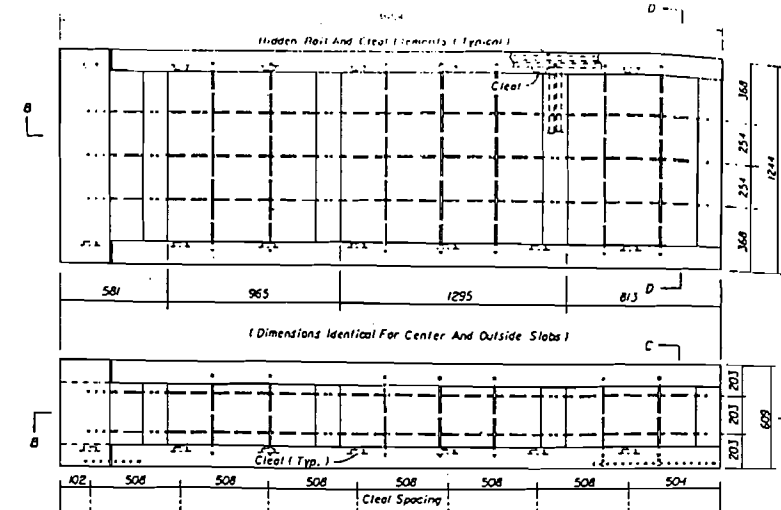 D
Hidden Rail And Cleat Elements (Typical)
Cleat
B
368
254
254
368
1244
581 965 1295 813
D
(Dimensions Identical For Center And Outside Slabs)
C
B
203
203
203
609
Cleat (Typ.)
102 508 508 508 508 508 508 504
Cleat Spacing